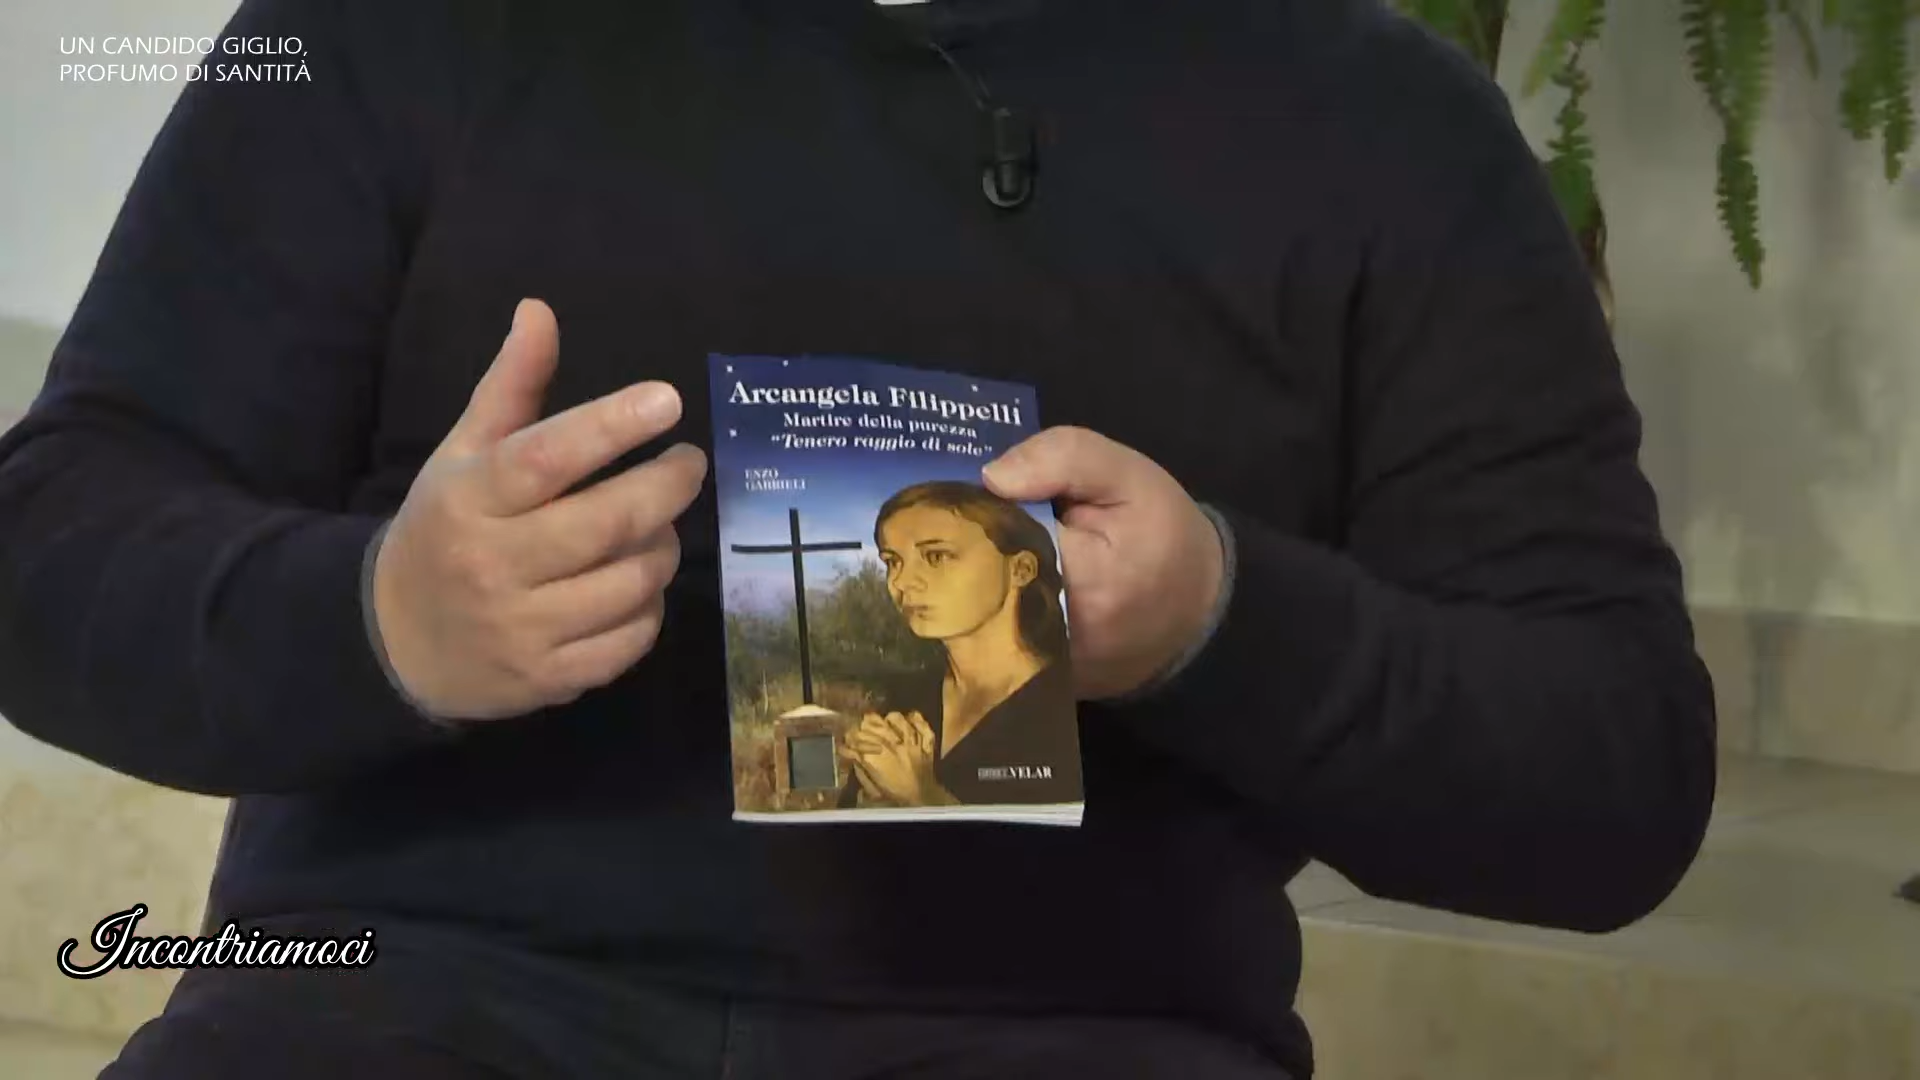 UN CANDIDO GIGLIO,
PROFUMO DI SANTITÀ
Arcangela Filippelli
Martire della purezza
“Tenero raggio di sole”
ENZO
GABRIELI
VELAR
Incontriamoci